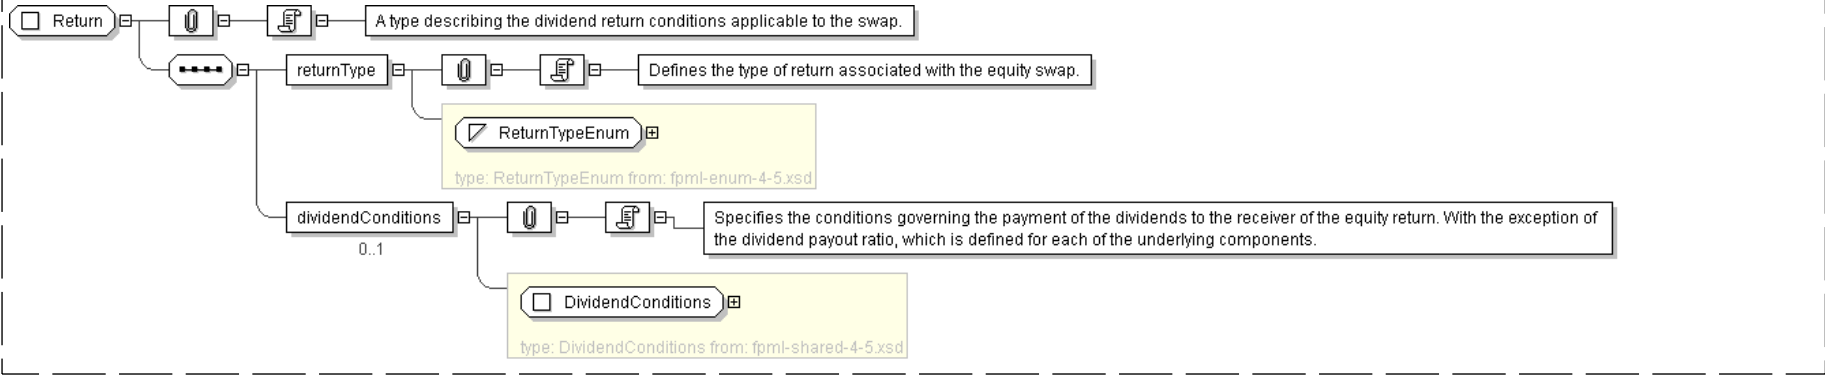 Return
A type describing the dividend return conditions applicable to the swap.
returnType
Defines the type of return associated with the equity swap.
ReturnTypeEnum
type: ReturnTypeEnum from: fpml-enum-4-5.xsd
dividendConditions
0..1
Specifies the conditions governing the payment of the dividends to the receiver of the equity return. With the exception of
the dividend payout ratio, which is defined for each of the underlying components.
DividendConditions
type: DividendConditions from: fpml-shared-4-5.xsd